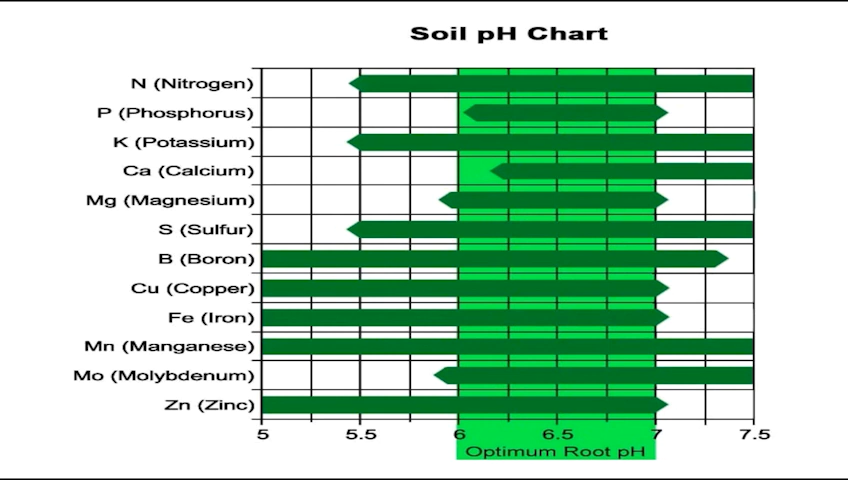 Soil pH Chart
N (Nitrogen)
P (Phosphorus)
K (Potassium)
Ca (Calcium)
Mg (Magnesium)
S (Sulfur)
B (Boron)
Cu (Copper)
Fe (Iron)
Mn (Manganese)
Mo (Molybdenum)
Zn (Zinc)
5 5.5 6 6.5 7 7.5
Optimum Root pH